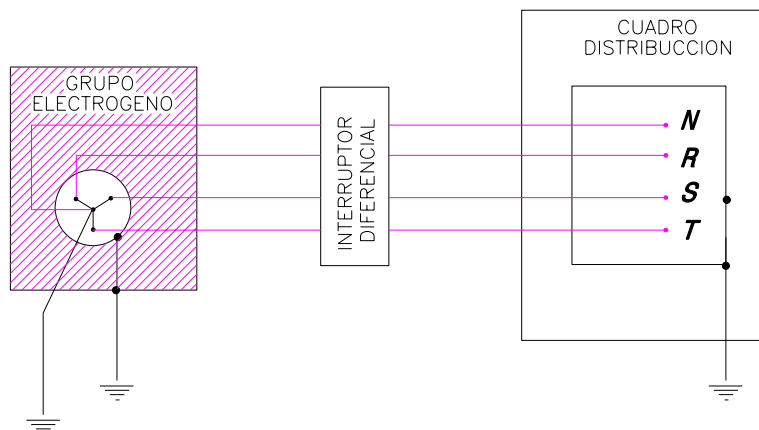 CUADRO
DISTRIBUCCION
GRUPO
ELECTROGENO
INTERRUPTOR
DIFERENCIAL
N
R
S
T